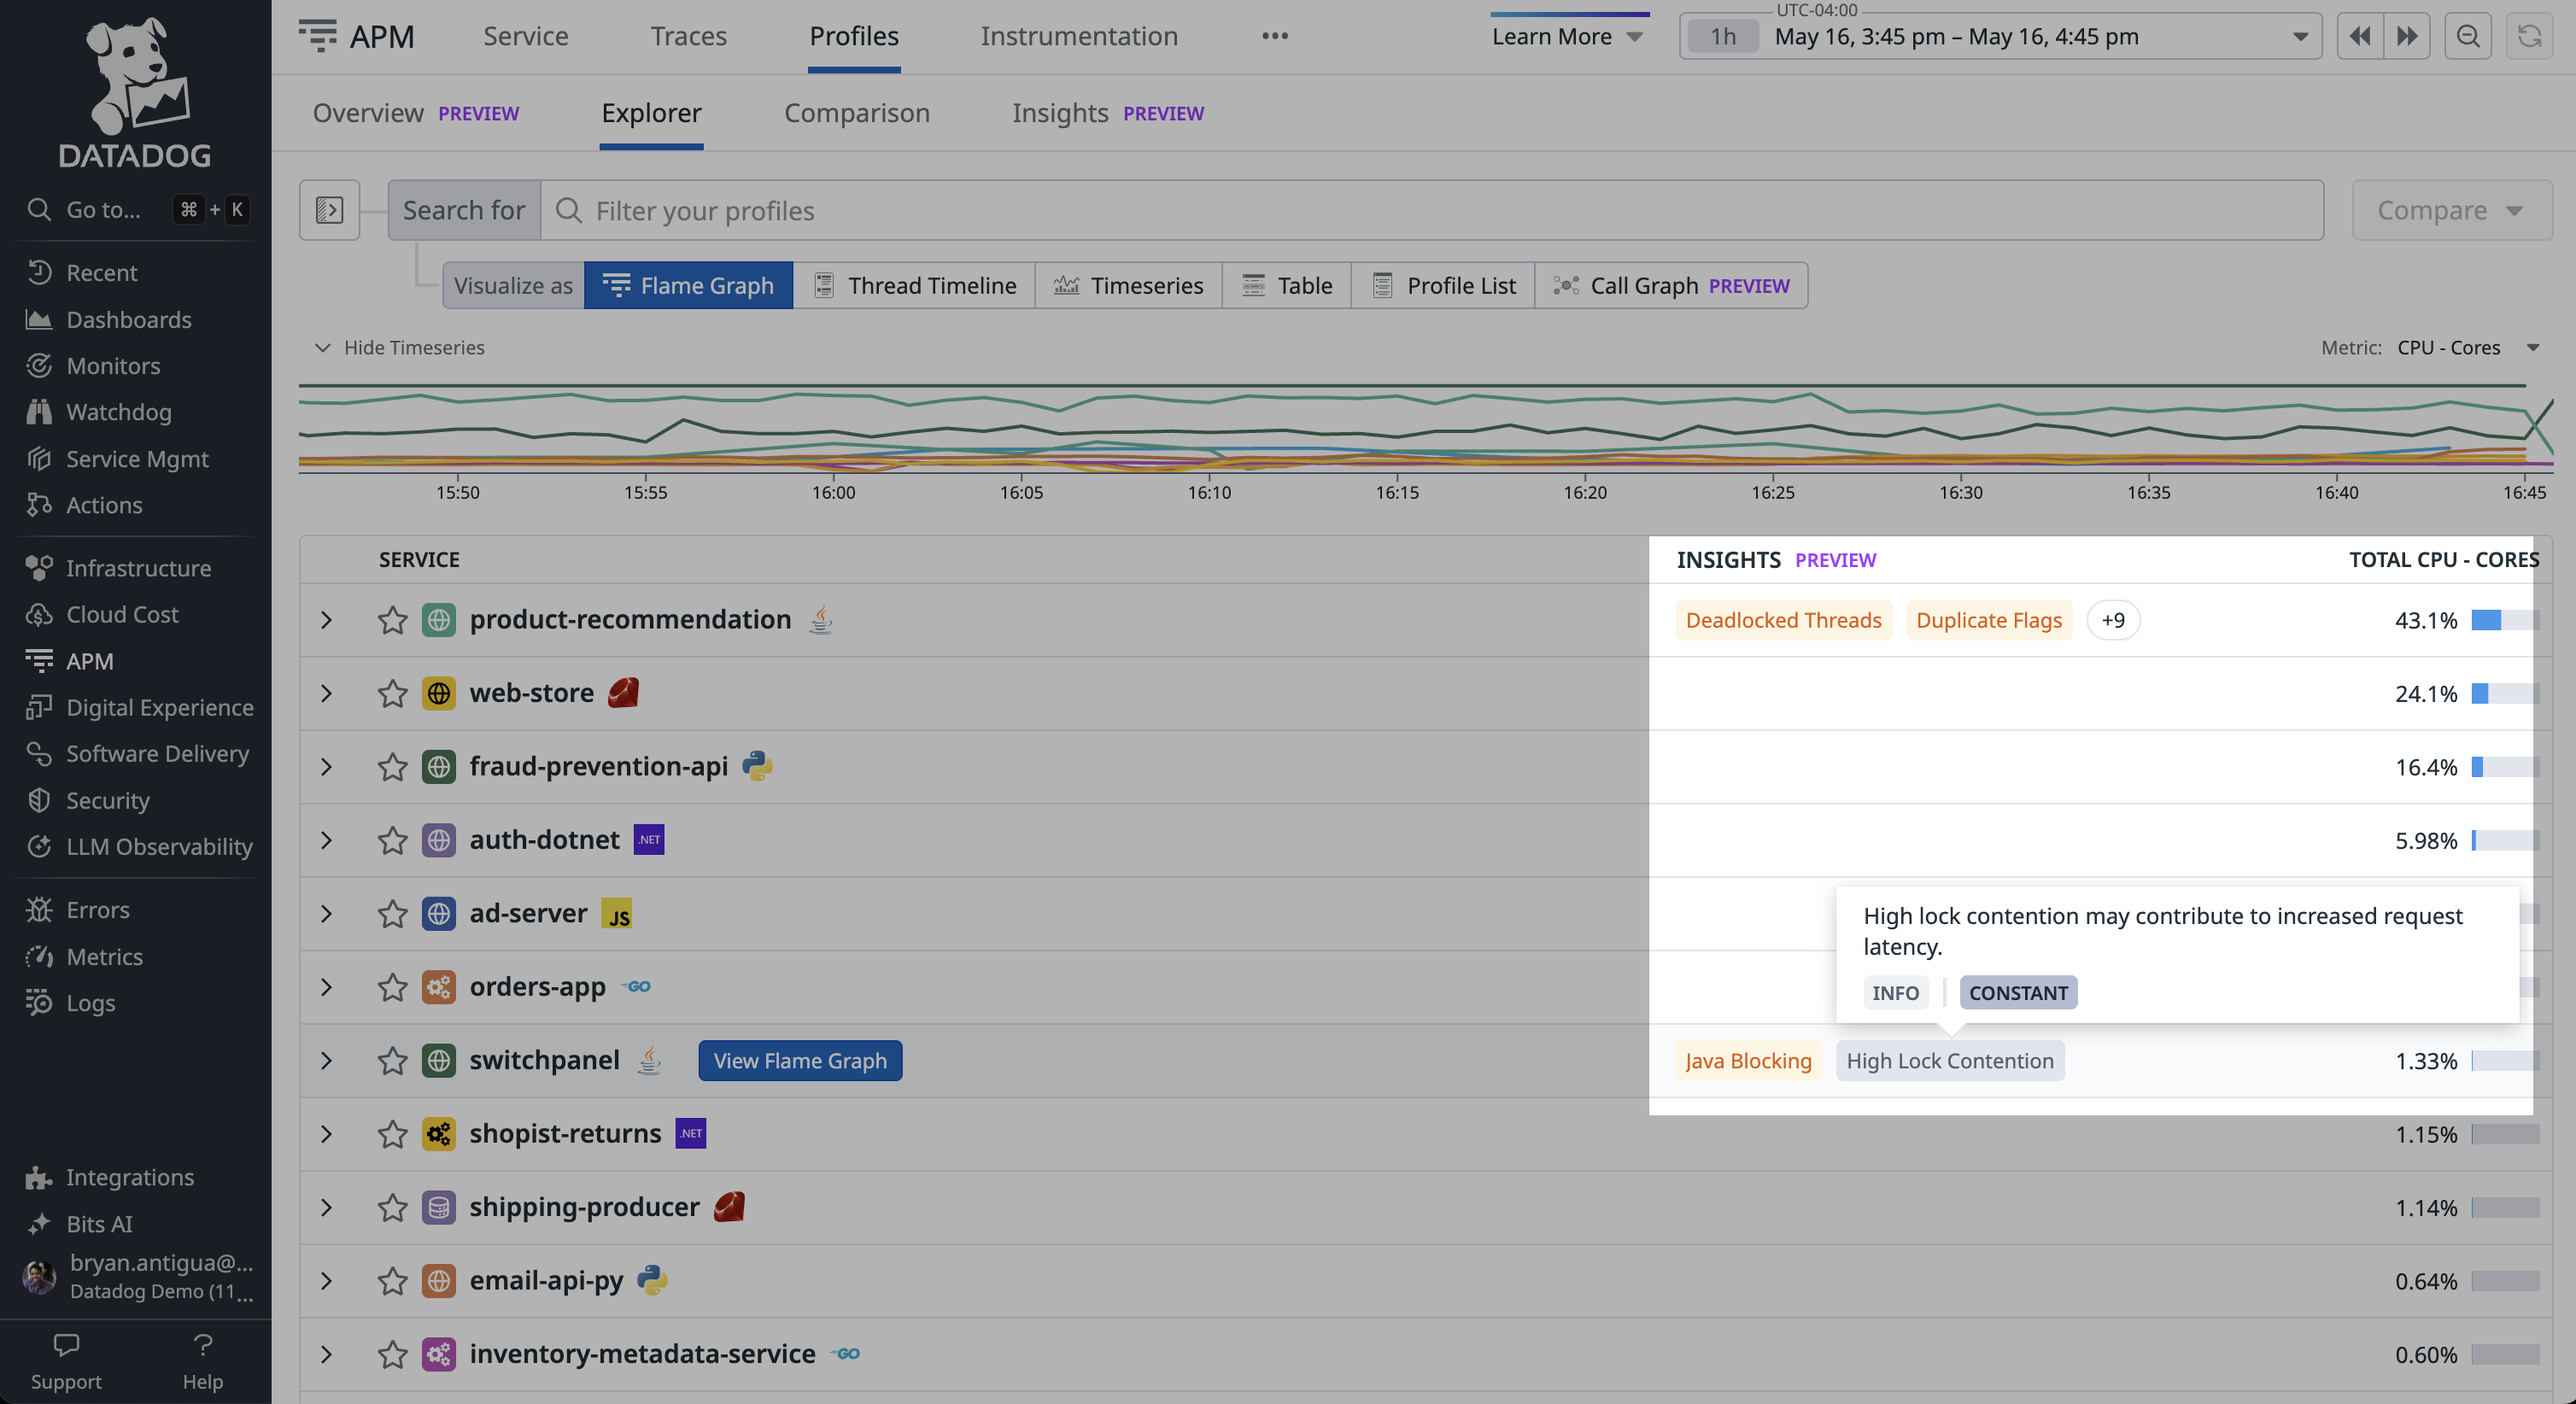 DATADOG
Go to... ⌘ + K
Recent
Dashboards
Monitors
Watchdog
Service Mgmt
Actions
Infrastructure
Cloud Cost
APM
Digital Experience
Software Delivery
Security
LLM Observability
Errors
Metrics
Logs
Integrations
Bits AI
bryan.antigua@...
Datadog Demo (11...
Support
Help
APM
Service
Traces
Profiles
Instrumentation
Learn More
UTC-04:00
1h May 16, 3:45 pm – May 16, 4:45 pm
Overview PREVIEW
Explorer
Comparison
Insights PREVIEW
Search for Filter your profiles
Compare
Visualize as Flame Graph Thread Timeline Timeseries Table Profile List Call Graph PREVIEW
Hide Timeseries
Metric: CPU - Cores
15:50 15:55 16:00 16:05 16:10 16:15 16:20 16:25 16:30 16:35 16:40 16:45
SERVICE INSIGHTS PREVIEW TOTAL CPU - CORES
product-recommendation Deadlocked Threads Duplicate Flags +9 43.1%
web-store 24.1%
fraud-prevention-api 16.4%
auth-dotnet .NET 5.98%
ad-server JS
High lock contention may contribute to increased request
latency.
INFO CONSTANT
orders-app GO
switchpanel View Flame Graph Java Blocking High Lock Contention 1.33%
shopist-returns .NET 1.15%
shipping-producer 1.14%
email-api-py 0.64%
inventory-metadata-service GO 0.60%